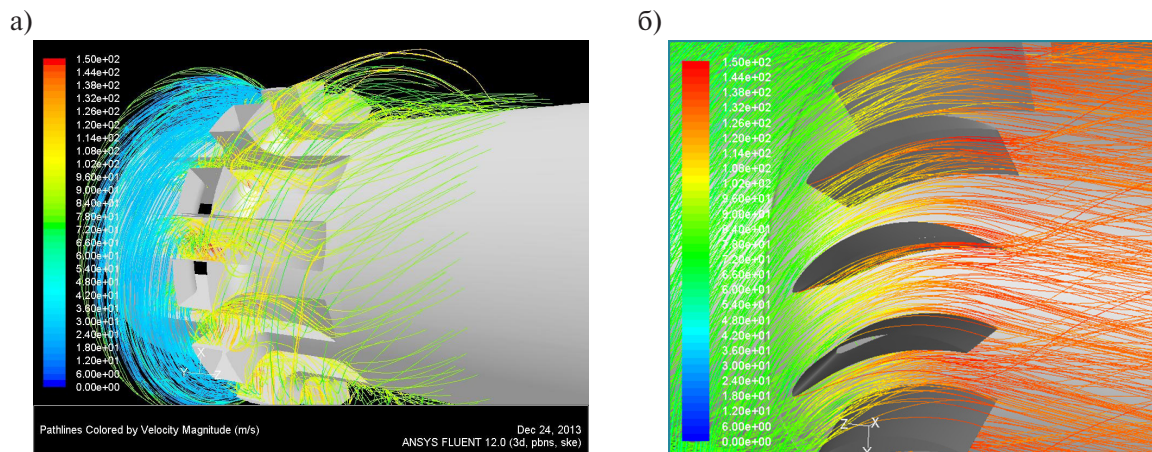 а)
б)
1.50e+02
1.44e+02
1.38e+02
1.32e+02
1.26e+02
1.20e+02
1.14e+02
1.08e+02
1.02e+02
9.60e+01
9.00e+01
8.40e+01
7.80e+01
7.20e+01
6.60e+01
6.00e+01
5.40e+01
4.80e+01
4.20e+01
3.60e+01
3.00e+01
2.40e+01
1.80e+01
1.20e+01
6.00e+00
0.00e+00
X
Y
Z
Pathlines Colored by Velocity Magnitude (m/s)
Dec 24, 2013
ANSYS FLUENT 12.0 (3d, pbns, ske)
1.50e+02
1.44e+02
1.38e+02
1.32e+02
1.26e+02
1.20e+02
1.14e+02
1.08e+02
1.02e+02
9.60e+01
9.00e+01
8.40e+01
7.80e+01
7.20e+01
6.60e+01
6.00e+01
5.40e+01
4.80e+01
4.20e+01
3.60e+01
3.00e+01
2.40e+01
1.80e+01
1.20e+01
6.00e+00
0.00e+00
Z
X
Y